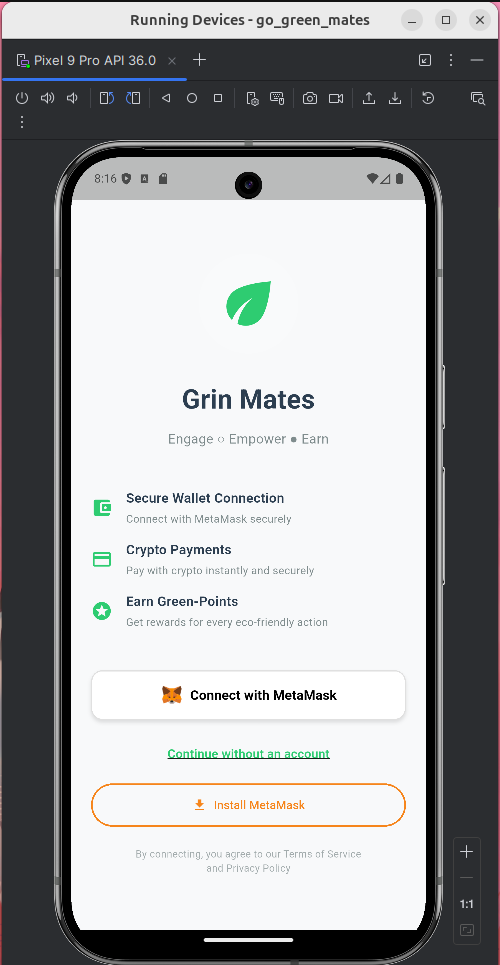 Running Devices - go_green_mates
Pixel 9 Pro API 36.0
8:16
A
Grin Mates
Engage ○ Empower ● Earn
Secure Wallet Connection
Connect with MetaMask securely
Crypto Payments
Pay with crypto instantly and securely
Earn Green-Points
Get rewards for every eco-friendly action
Connect with MetaMask
Continue without an account
Install MetaMask
By connecting, you agree to our Terms of Service
and Privacy Policy
1:1